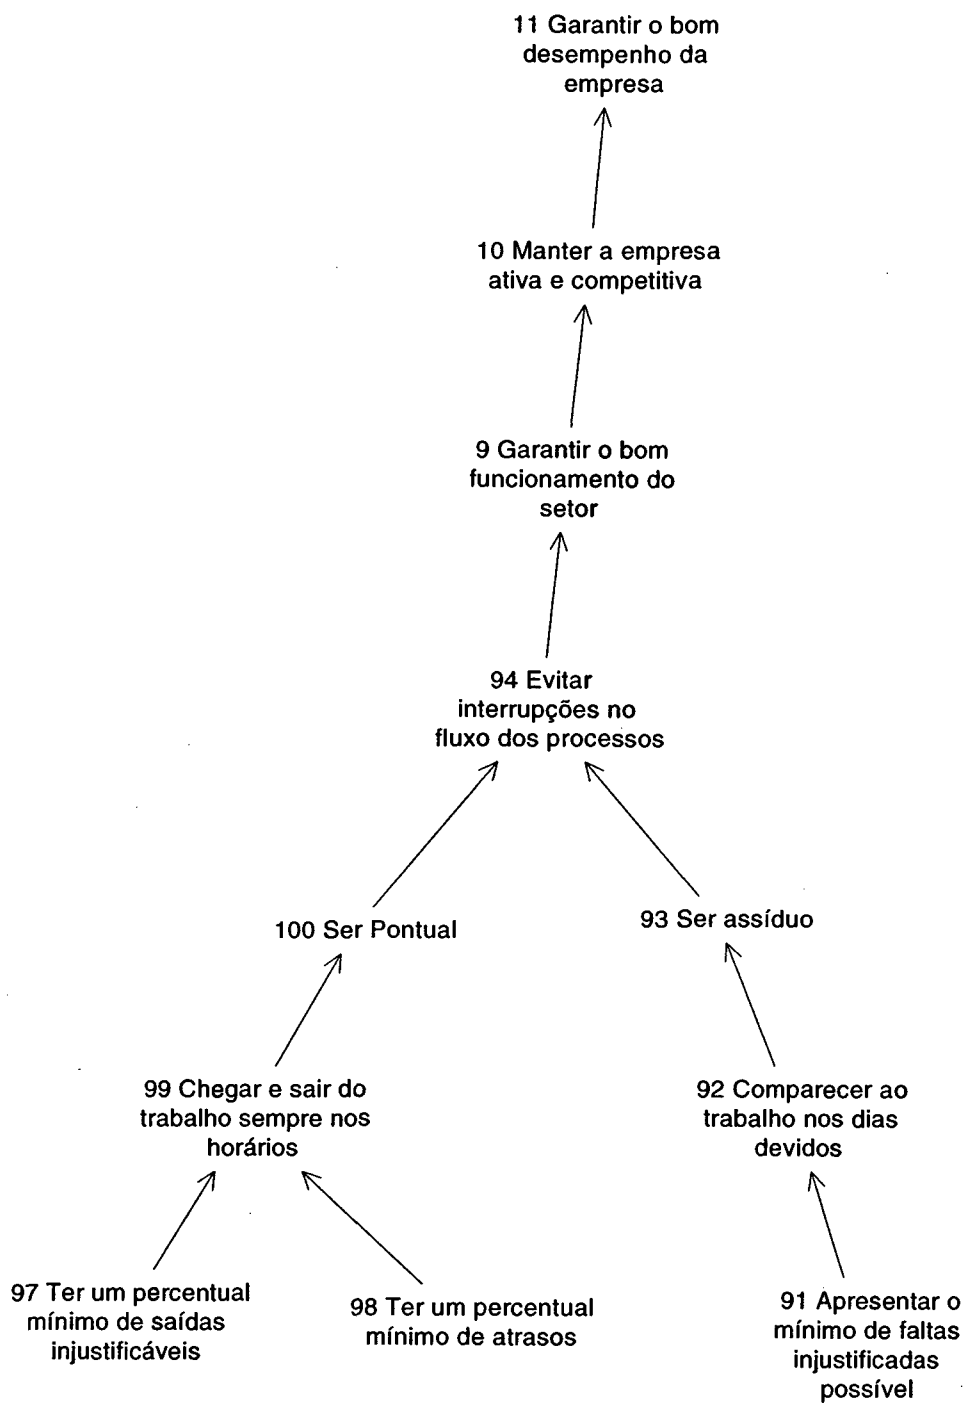 11 Garantir o bom
desempenho da
empresa
10 Manter a empresa
ativa e competitiva
9 Garantir o bom
funcionamento do
setor
94 Evitar
interrupções no
fluxo dos processos
100 Ser Pontual
93 Ser assíduo
99 Chegar e sair do
trabalho sempre nos
horários
92 Comparecer ao
trabalho nos dias
devidos
97 Ter um percentual
mínimo de saídas
injustificáveis
98 Ter um percentual
mínimo de atrasos
91 Apresentar o
mínimo de faltas
injustificadas
possível